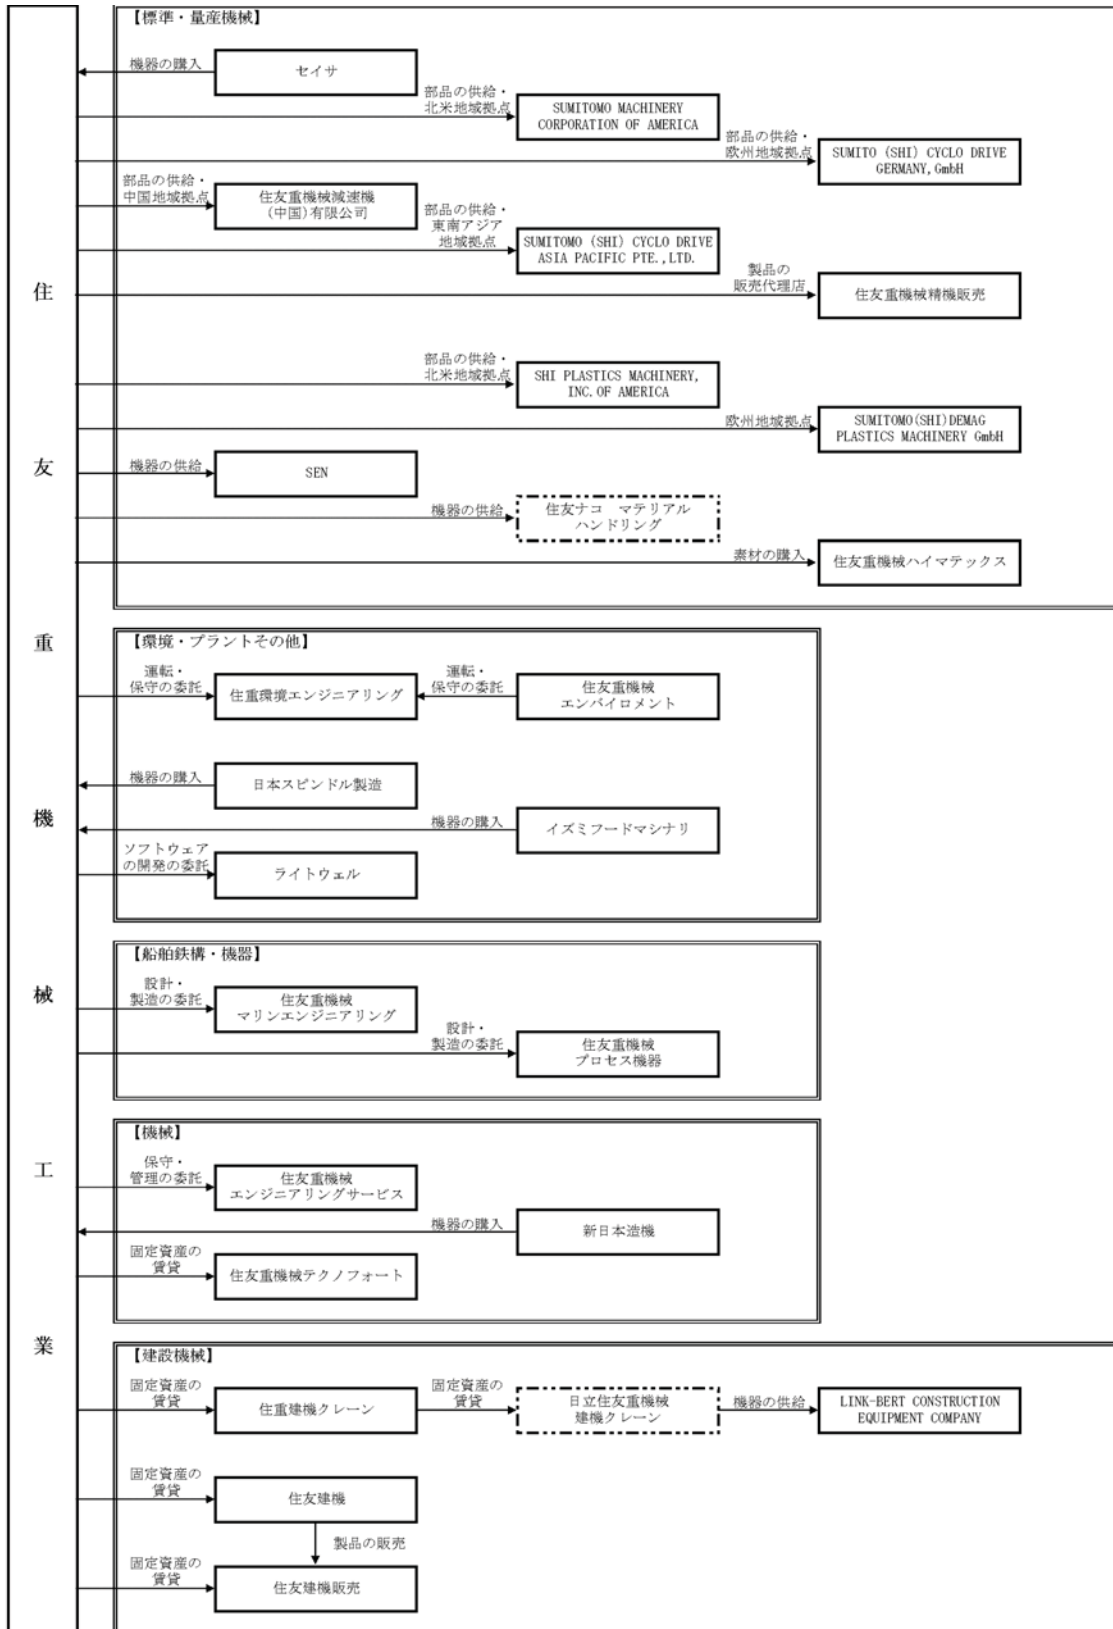 住友重機械工業
【標準・量産機械】
機器の購入
セイサ
部品の供給・
北米地域拠点
SUMITOMO MACHINERY
CORPORATION OF AMERICA
部品の供給・
欧州地域拠点
SUMITO (SHI) CYCLO DRIVE
GERMANY, GmbH
部品の供給・
中国地域拠点
住友重機械減速機
(中国)有限公司
部品の供給・
東南アジア
地域拠点
SUMITOMO (SHI) CYCLO DRIVE
ASIA PACIFIC PTE.,LTD.
製品の
販売代理店
住友重機械精機販売
部品の供給・
北米地域拠点
SHI PLASTICS MACHINERY,
INC. OF AMERICA
欧州地域拠点
SUMITOMO(SHI)DEMAG
PLASTICS MACHINERY GmbH
機器の供給
SEN
機器の供給
住友ナコ　マテリアル
ハンドリング
素材の購入
住友重機械ハイマテックス
【環境・プラントその他】
運転・
保守の委託
住重環境エンジニアリング
運転・
保守の委託
住友重機械
エンバイロメント
機器の購入
日本スピンドル製造
機器の購入
イズミフードマシナリ
ソフトウェア
の開発の委託
ライトウェル
【船舶鉄構・機器】
設計・
製造の委託
住友重機械
マリンエンジニアリング
設計・
製造の委託
住友重機械
プロセス機器
【機械】
保守・
管理の委託
住友重機械
エンジニアリングサービス
機器の購入
新日本造機
固定資産の
賃貸
住友重機械テクノフォート
【建設機械】
固定資産の
賃貸
住重建機クレーン
固定資産の
賃貸
日立住友重機械
建機クレーン
機器の供給
LINK-BERT CONSTRUCTION
EQUIPMENT COMPANY
固定資産の
賃貸
住友建機
製品の販売
固定資産の
賃貸
住友建機販売